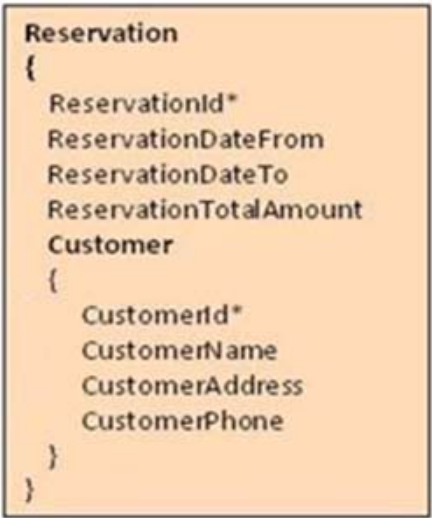 Reservation
{
ReservationId*
ReservationDateFrom
ReservationDateTo
ReservationTotalAmount
Customer
{
CustomerId*
CustomerName
CustomerAddress
CustomerPhone
}
}